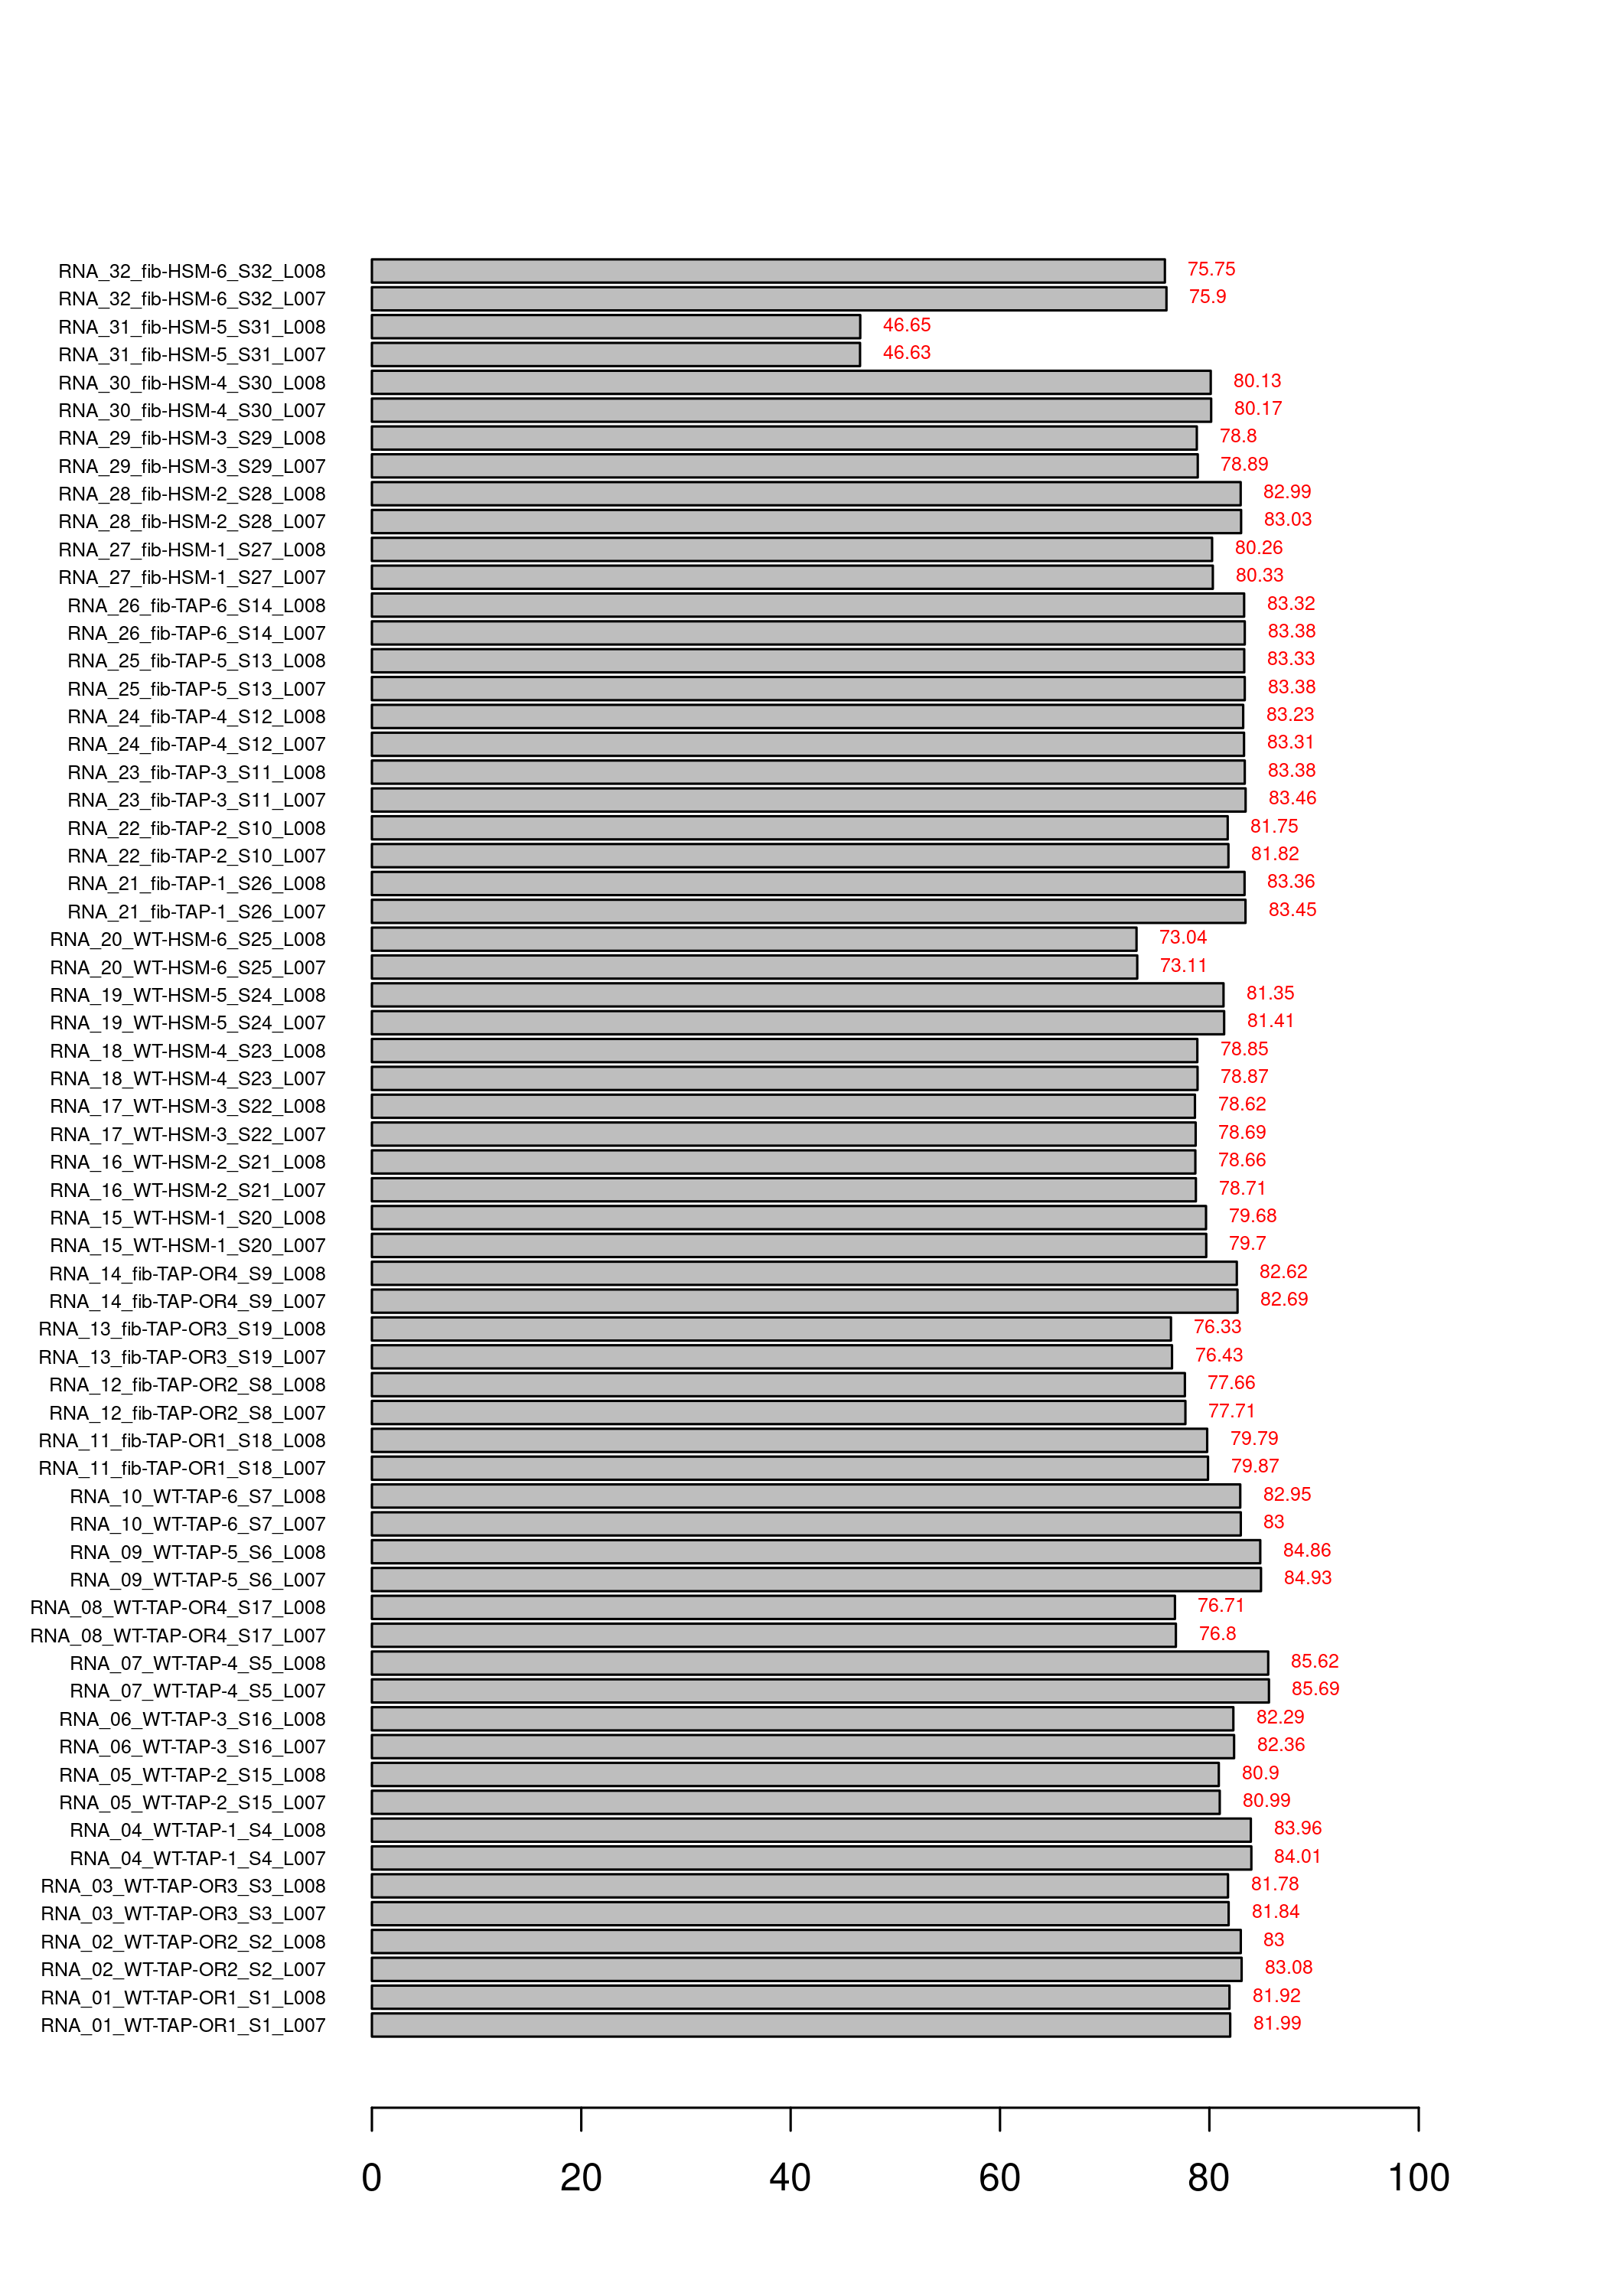 RNA_32_fib-HSM-6_S32_L008 75.75
RNA_32_fib-HSM-6_S32_L007 75.9
RNA_31_fib-HSM-5_S31_L008 46.65
RNA_31_fib-HSM-5_S31_L007 46.63
RNA_30_fib-HSM-4_S30_L008 80.13
RNA_30_fib-HSM-4_S30_L007 80.17
RNA_29_fib-HSM-3_S29_L008 78.8
RNA_29_fib-HSM-3_S29_L007 78.89
RNA_28_fib-HSM-2_S28_L008 82.99
RNA_28_fib-HSM-2_S28_L007 83.03
RNA_27_fib-HSM-1_S27_L008 80.26
RNA_27_fib-HSM-1_S27_L007 80.33
RNA_26_fib-TAP-6_S14_L008 83.32
RNA_26_fib-TAP-6_S14_L007 83.38
RNA_25_fib-TAP-5_S13_L008 83.33
RNA_25_fib-TAP-5_S13_L007 83.38
RNA_24_fib-TAP-4_S12_L008 83.23
RNA_24_fib-TAP-4_S12_L007 83.31
RNA_23_fib-TAP-3_S11_L008 83.38
RNA_23_fib-TAP-3_S11_L007 83.46
RNA_22_fib-TAP-2_S10_L008 81.75
RNA_22_fib-TAP-2_S10_L007 81.82
RNA_21_fib-TAP-1_S26_L008 83.36
RNA_21_fib-TAP-1_S26_L007 83.45
RNA_20_WT-HSM-6_S25_L008 73.04
RNA_20_WT-HSM-6_S25_L007 73.11
RNA_19_WT-HSM-5_S24_L008 81.35
RNA_19_WT-HSM-5_S24_L007 81.41
RNA_18_WT-HSM-4_S23_L008 78.85
RNA_18_WT-HSM-4_S23_L007 78.87
RNA_17_WT-HSM-3_S22_L008 78.62
RNA_17_WT-HSM-3_S22_L007 78.69
RNA_16_WT-HSM-2_S21_L008 78.66
RNA_16_WT-HSM-2_S21_L007 78.71
RNA_15_WT-HSM-1_S20_L008 79.68
RNA_15_WT-HSM-1_S20_L007 79.7
RNA_14_fib-TAP-OR4_S9_L008 82.62
RNA_14_fib-TAP-OR4_S9_L007 82.69
RNA_13_fib-TAP-OR3_S19_L008 76.33
RNA_13_fib-TAP-OR3_S19_L007 76.43
RNA_12_fib-TAP-OR2_S8_L008 77.66
RNA_12_fib-TAP-OR2_S8_L007 77.71
RNA_11_fib-TAP-OR1_S18_L008 79.79
RNA_11_fib-TAP-OR1_S18_L007 79.87
RNA_10_WT-TAP-6_S7_L008 82.95
RNA_10_WT-TAP-6_S7_L007 83
RNA_09_WT-TAP-5_S6_L008 84.86
RNA_09_WT-TAP-5_S6_L007 84.93
RNA_08_WT-TAP-OR4_S17_L008 76.71
RNA_08_WT-TAP-OR4_S17_L007 76.8
RNA_07_WT-TAP-4_S5_L008 85.62
RNA_07_WT-TAP-4_S5_L007 85.69
RNA_06_WT-TAP-3_S16_L008 82.29
RNA_06_WT-TAP-3_S16_L007 82.36
RNA_05_WT-TAP-2_S15_L008 80.9
RNA_05_WT-TAP-2_S15_L007 80.99
RNA_04_WT-TAP-1_S4_L008 83.96
RNA_04_WT-TAP-1_S4_L007 84.01
RNA_03_WT-TAP-OR3_S3_L008 81.78
RNA_03_WT-TAP-OR3_S3_L007 81.84
RNA_02_WT-TAP-OR2_S2_L008 83
RNA_02_WT-TAP-OR2_S2_L007 83.08
RNA_01_WT-TAP-OR1_S1_L008 81.92
RNA_01_WT-TAP-OR1_S1_L007 81.99
0 20 40 60 80 100